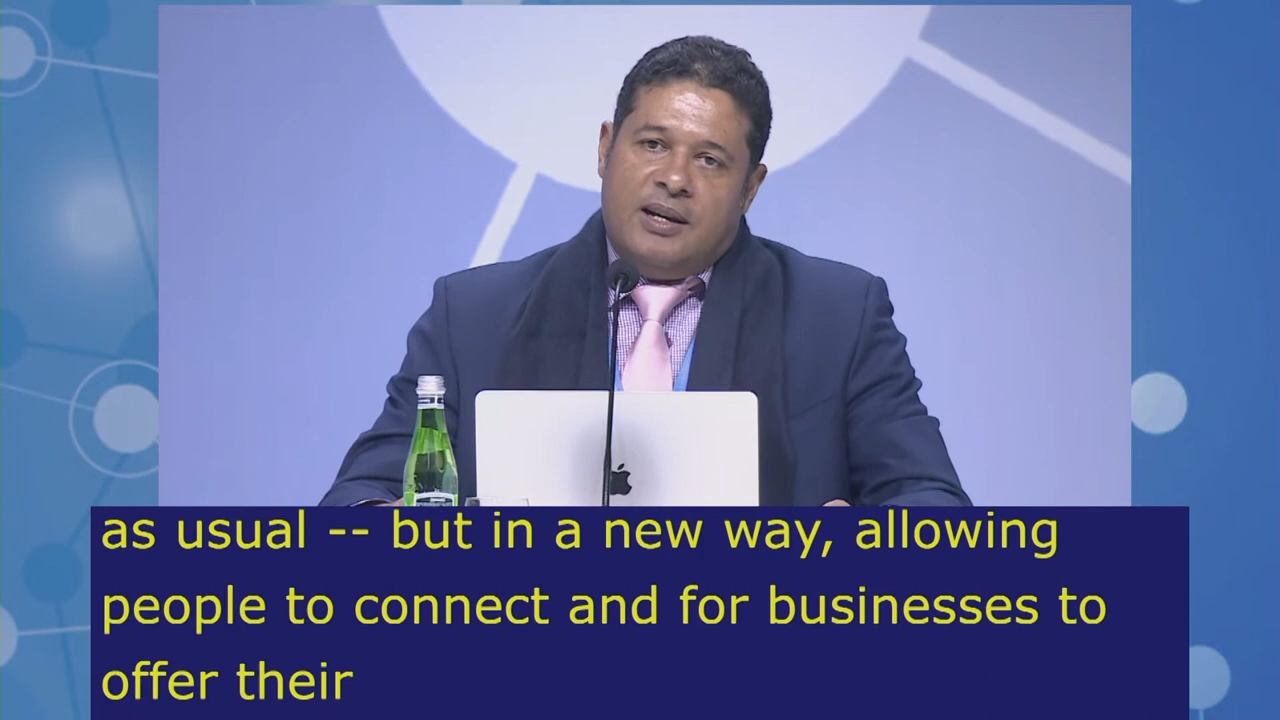 as usual -- but in a new way, allowing
people to connect and for businesses to
offer their